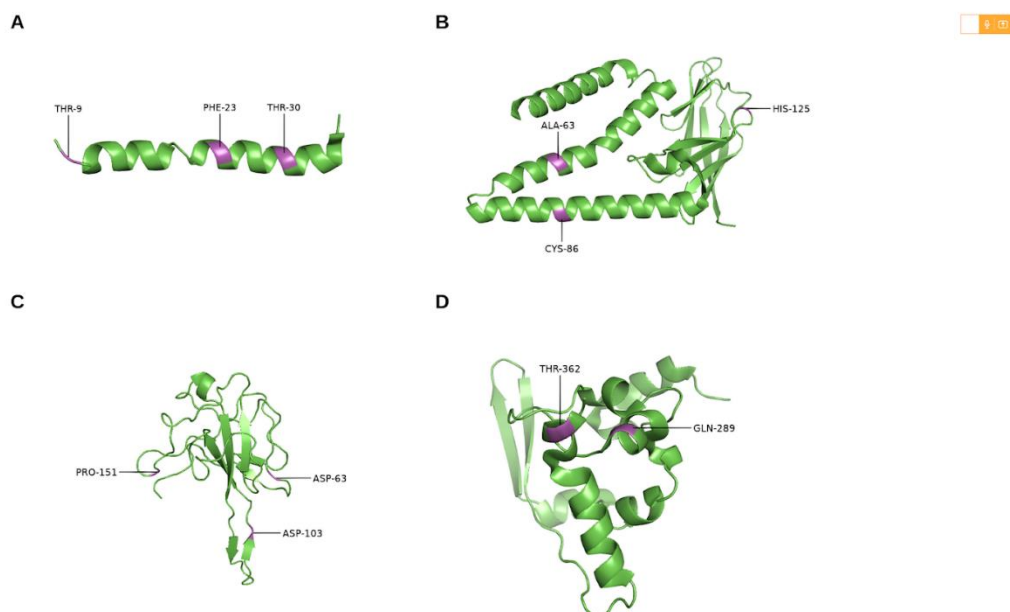 A
THR-9
PHE-23
THR-30
B
ALA-63
HIS-125
CYS-86
C
PRO-151
ASP-63
ASP-103
D
THR-362
GLN-289